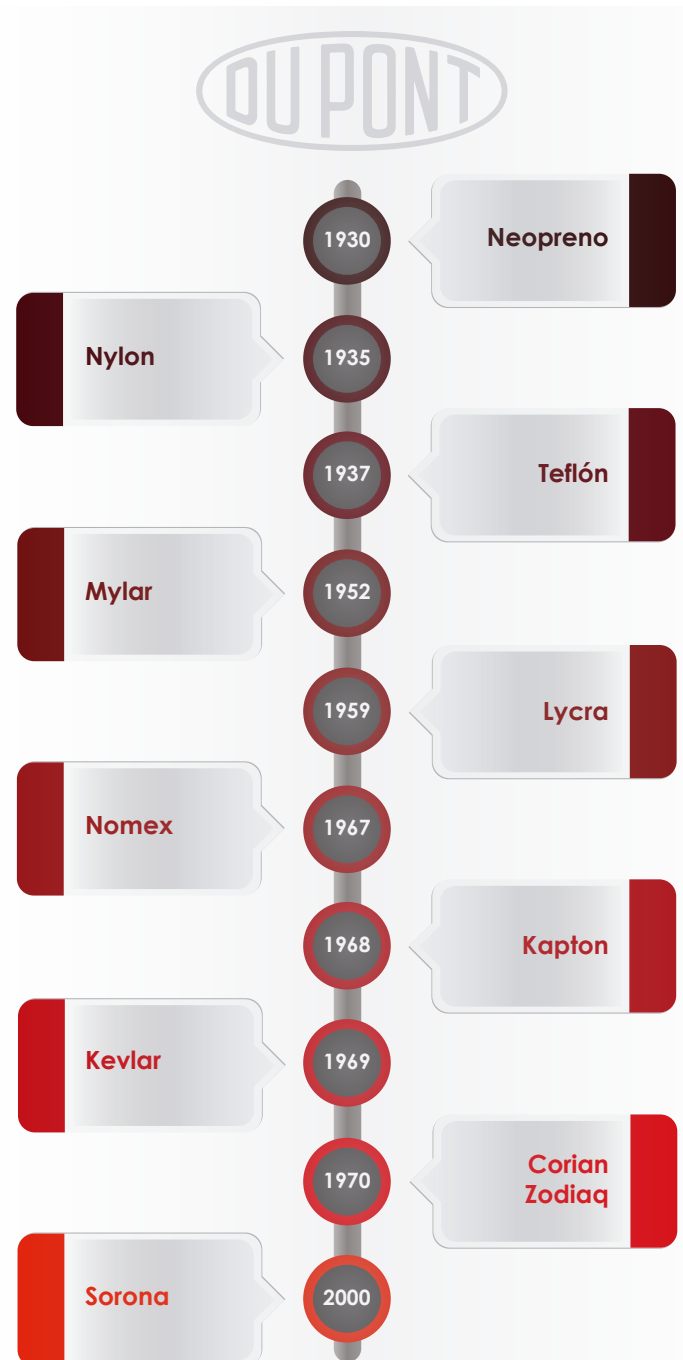 DU PONT
1930
Neopreno
Nylon
1935
1937
Teflón
Mylar
1952
1959
Lycra
Nomex
1967
1968
Kapton
Kevlar
1969
1970
Corian
Zodiaq
Sorona
2000